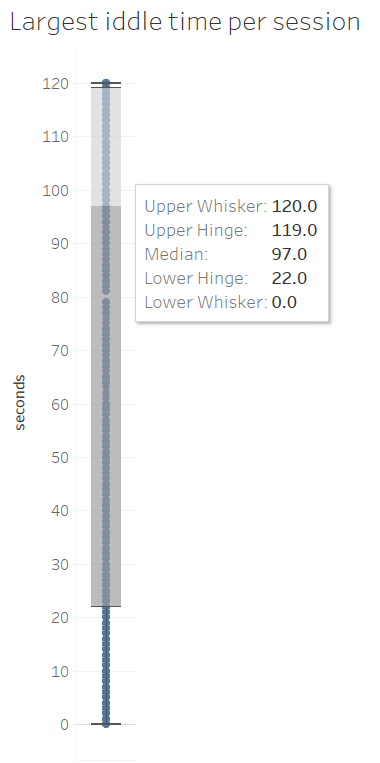 Largest iddle time per session
120
110
100
90
80
70
60
50
40
30
20
10
0
seconds
Upper Whisker: 120.0
Upper Hinge: 119.0
Median: 97.0
Lower Hinge: 22.0
Lower Whisker: 0.0